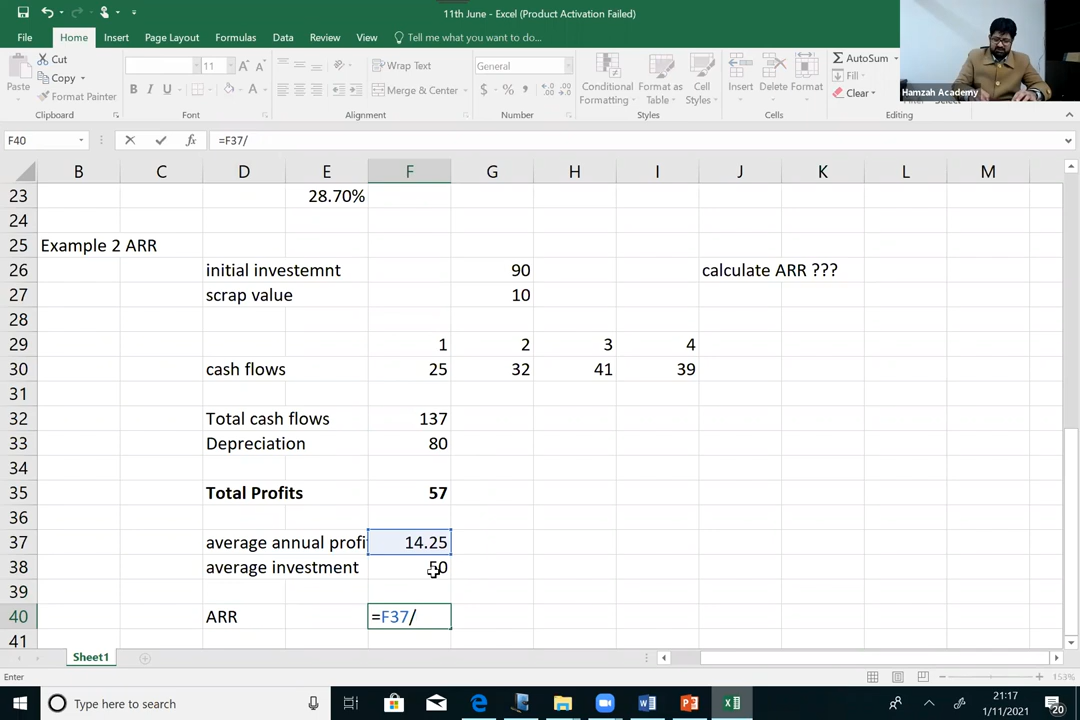 11th June - Excel (Product Activation Failed)
File Home Insert Page Layout Formulas Data Review View Tell me what you want to do...
Paste
Cut
Copy
Format Painter
Clipboard
11 A A
B I U A
Font
Wrap Text
Merge & Center
Alignment
General
$ % ,
Number
Conditional Formatting
Format as Table
Cell Styles
Styles
Insert Delete Format
Cells
AutoSum
Fill
Clear
Editing
Hamzah Academy
F40 fx =F37/
B C D E F G H I J K L M
23 28.70%
24
25 Example 2 ARR
26 initial investemnt 90 calculate ARR ???
27 scrap value 10
28
29 1 2 3 4
30 cash flows 25 32 41 39
31
32 Total cash flows 137
33 Depreciation 80
34
35 Total Profits 57
36
37 average annual profi 14.25
38 average investment 50
39
40 ARR =F37/
41
Sheet1
Enter 153%
Type here to search
21:17
1/11/2021
20